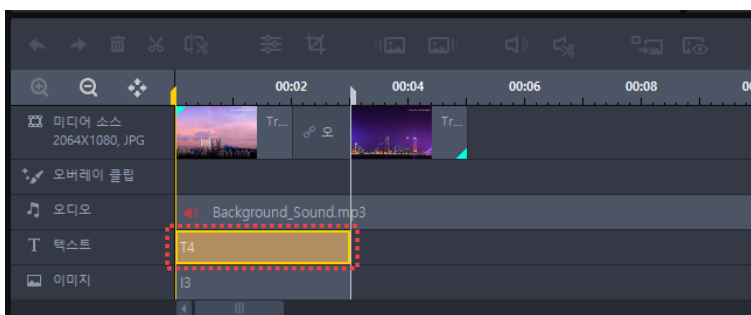 00:02 00:04 00:06 00:08
미디어 소스 Tr... 오 Tr...
2064X1080, JPG
오버레이 클립
오디오 Background_Sound.mp3
T 텍스트 T4
이미지 I3